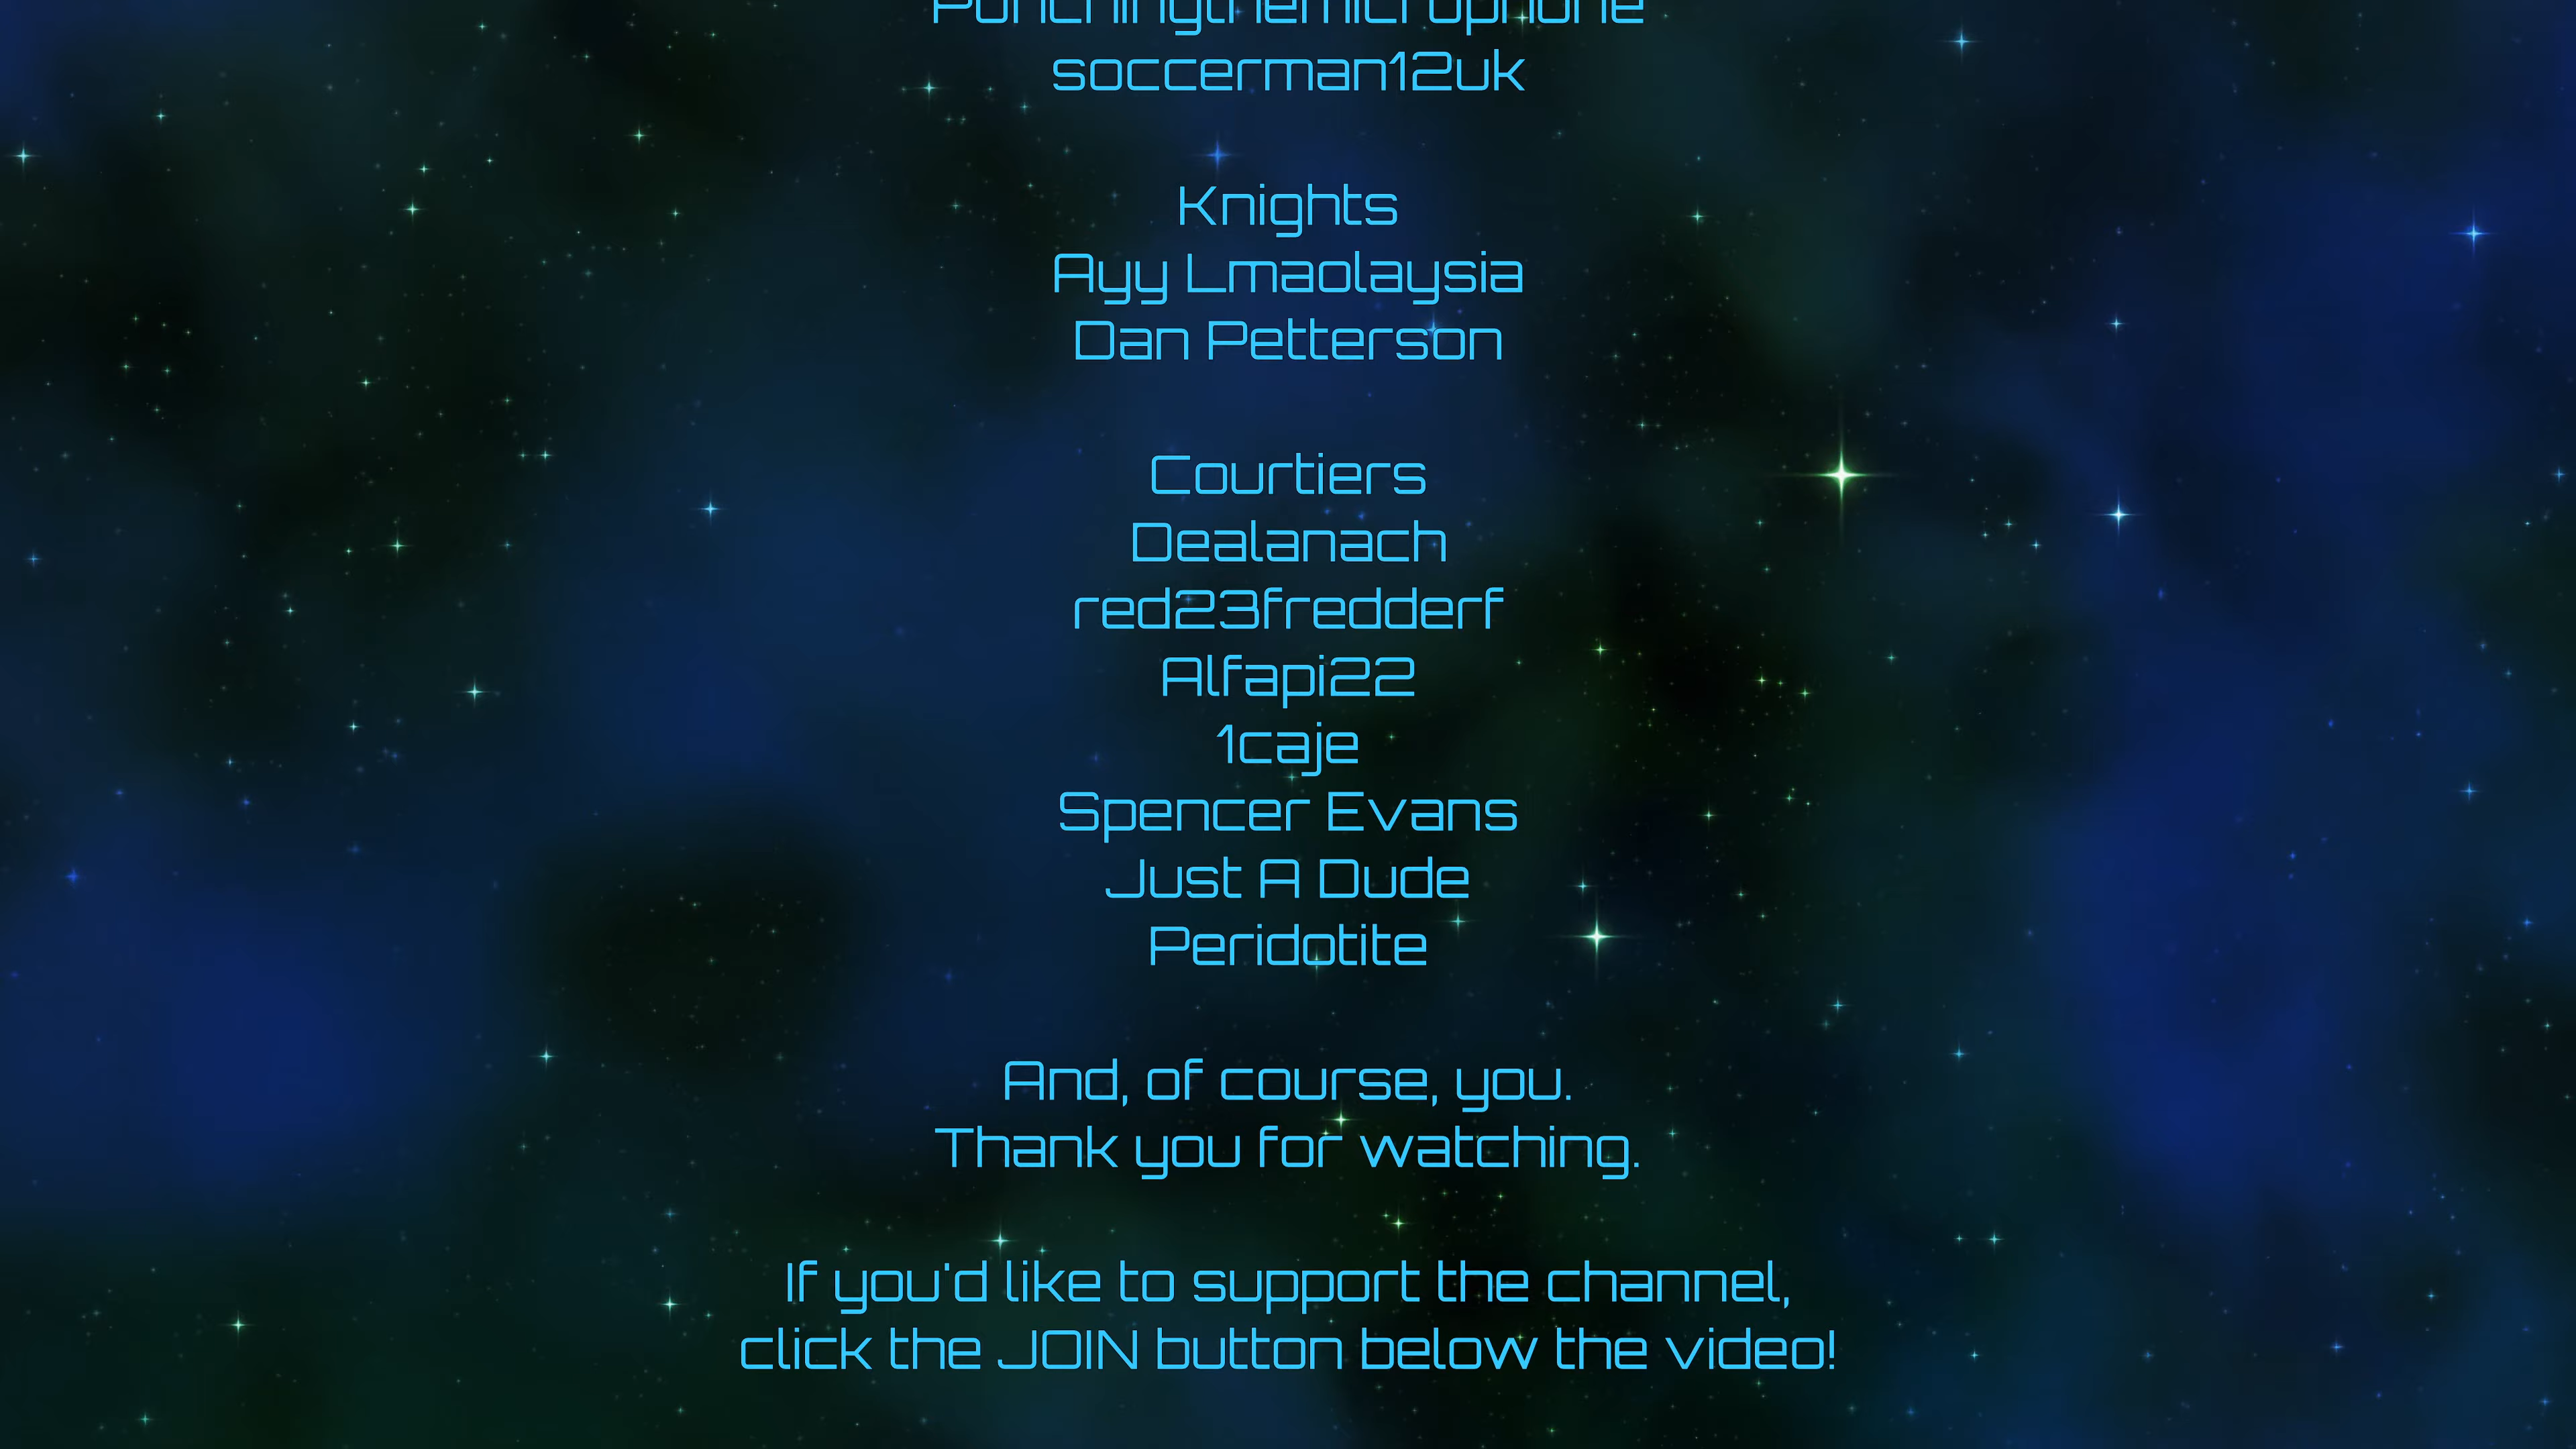 Punchingthemicrophone
soccerman12uk
Knights
Ayy Lmaolaysia
Dan Petterson
Courtiers
Dealanach
red23fredderf
Alfapi22
1caje
Spencer Evans
Just A Dude
Peridotite
And, of course, you.
Thank you for watching.
If you'd like to support the channel,
click the JOIN button below the video!